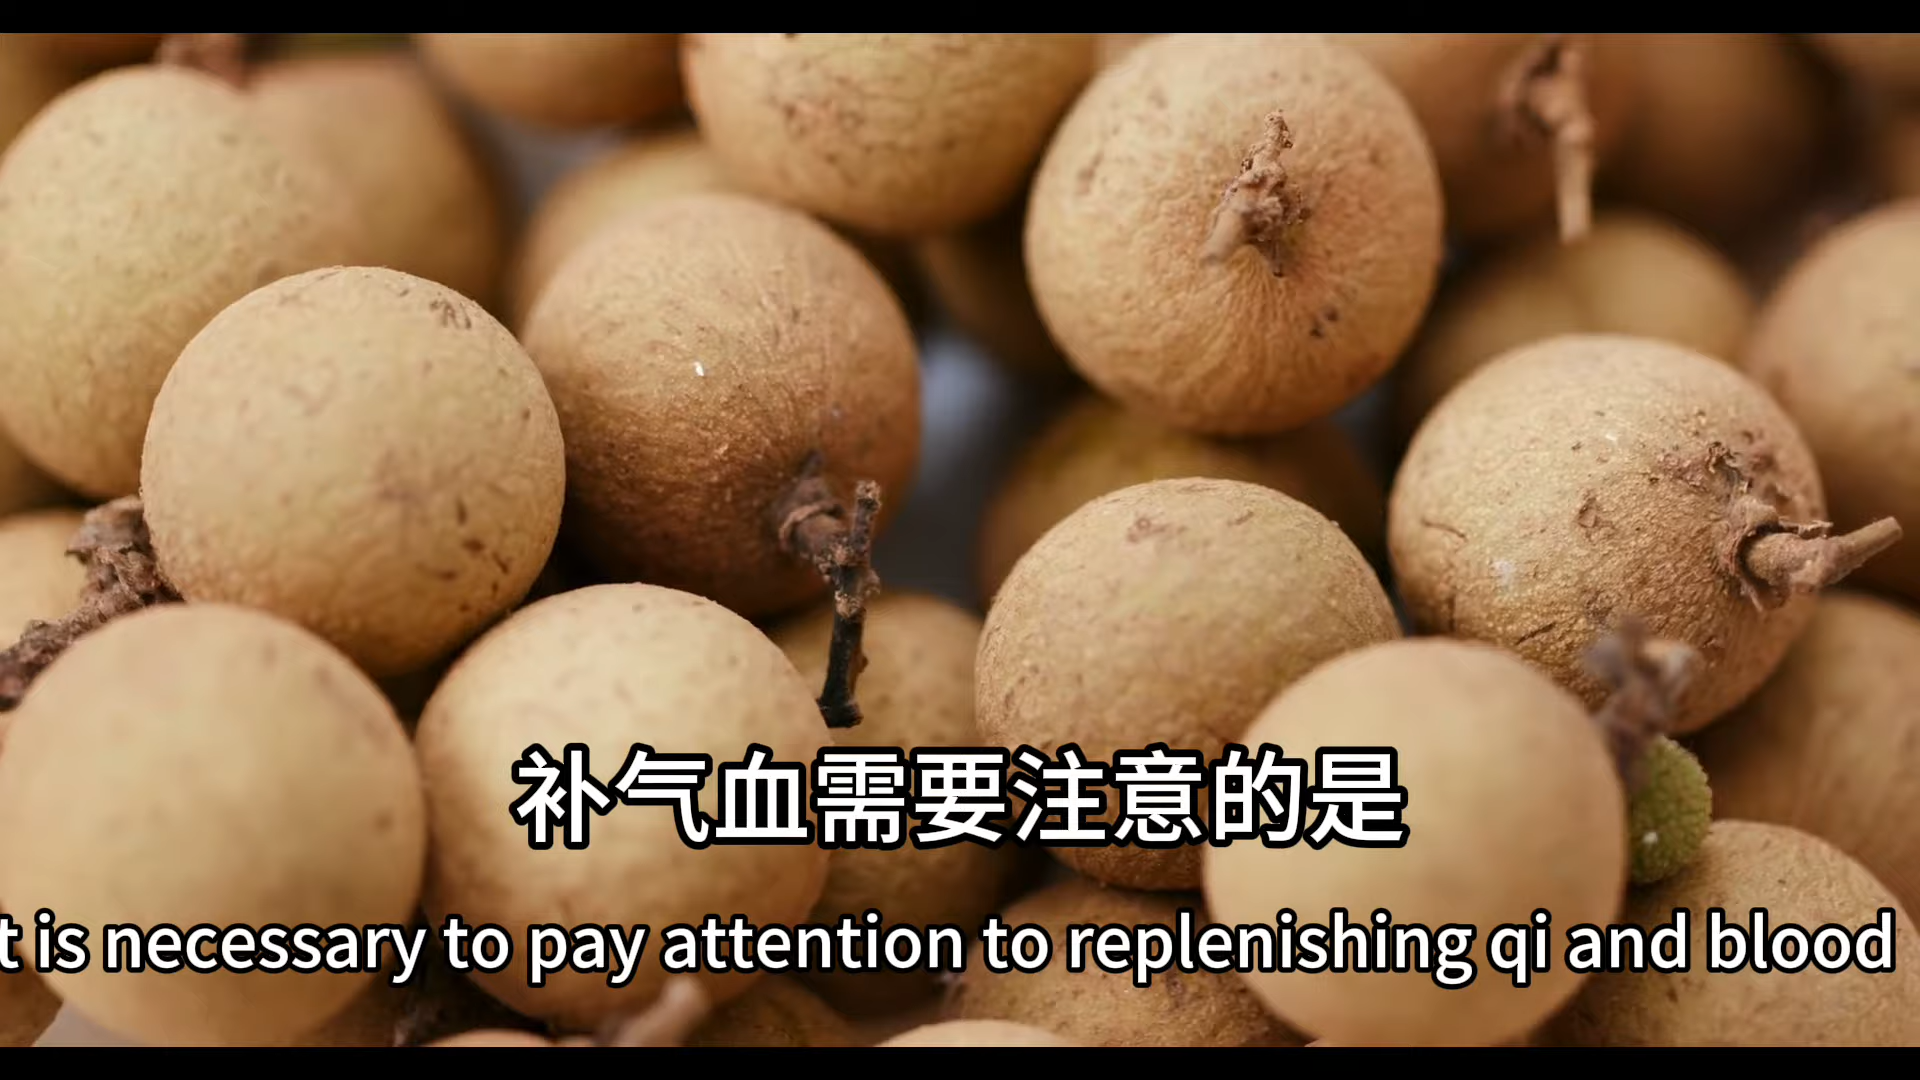 补气血需要注意的是
t is necessary to pay attention to replenishing qi and blood